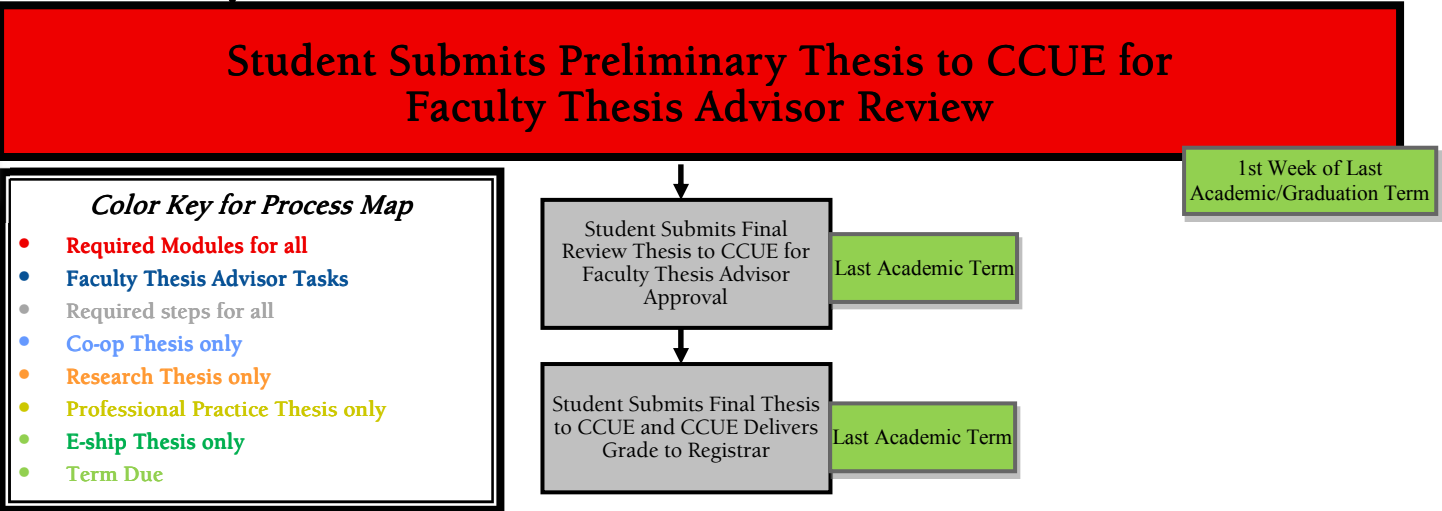 Student Submits Preliminary Thesis to CCUE for
Faculty Thesis Advisor Review
1st Week of Last
Academic/Graduation Term
Color Key for Process Map
• Required Modules for all
• Faculty Thesis Advisor Tasks
• Required steps for all
• Co-op Thesis only
• Research Thesis only
• Professional Practice Thesis only
• E-ship Thesis only
• Term Due
Student Submits Final
Review Thesis to CCUE for
Faculty Thesis Advisor
Approval
Last Academic Term
Student Submits Final Thesis
to CCUE and CCUE Delivers
Grade to Registrar
Last Academic Term